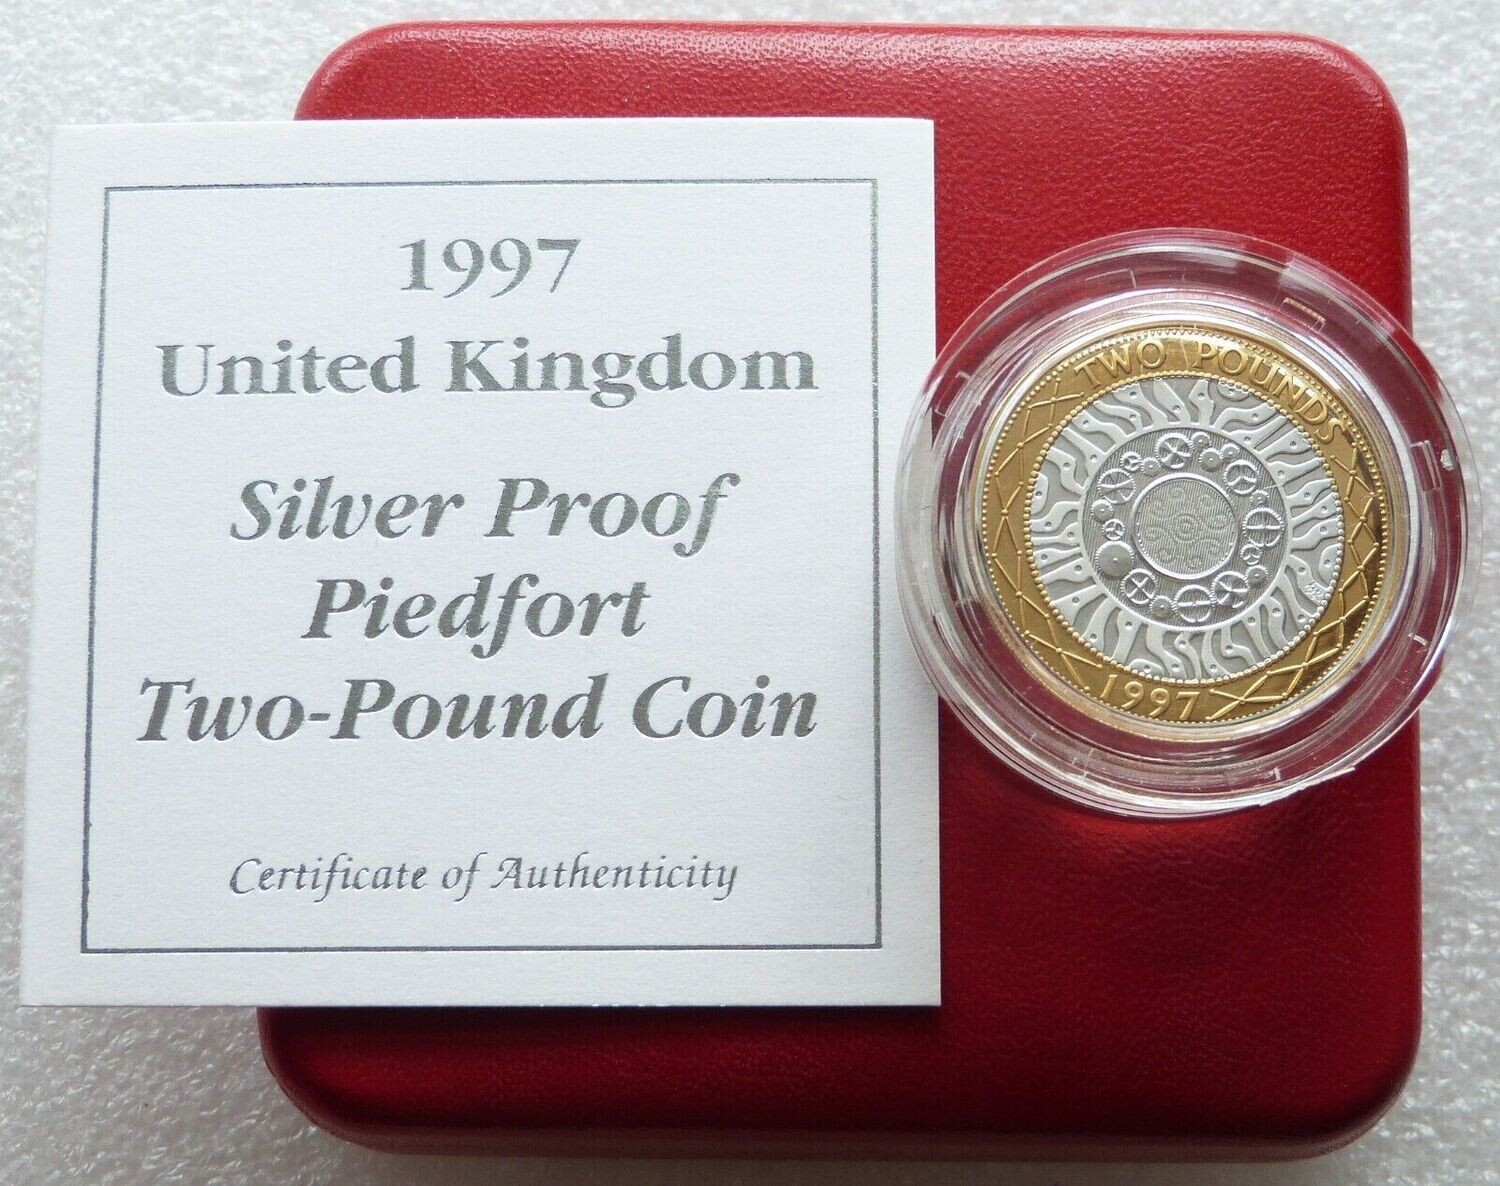 1997
United Kingdom
Silver Proof
Piedfort
Two-Pound Coin
Certificate of Authenticity
TWO POUNDS
1997